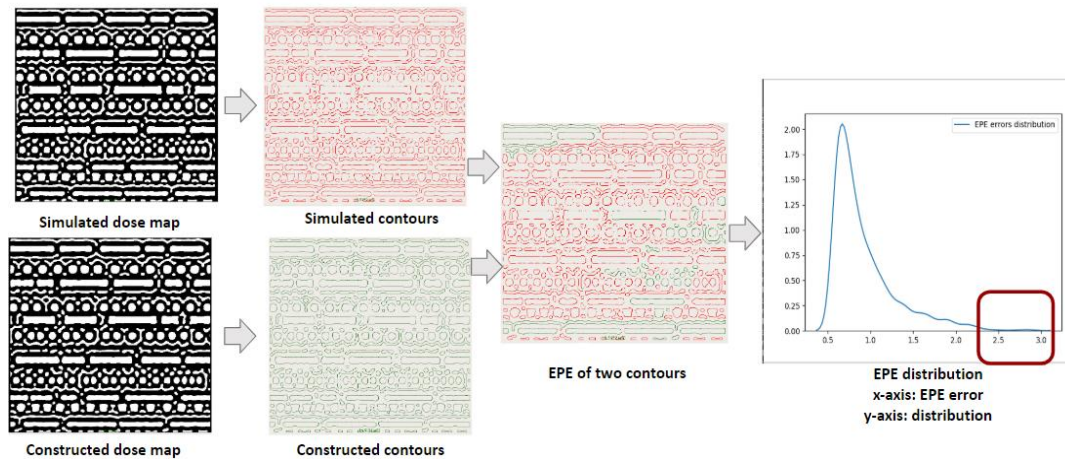 Simulated dose map
Simulated contours
Constructed dose map
Constructed contours
EPE of two contours
EPE errors distribution
2.00
1.75
1.50
1.25
1.00
0.75
0.50
0.25
0.00
0.5 1.0 1.5 2.0 2.5 3.0
EPE distribution
x-axis: EPE error
y-axis: distribution